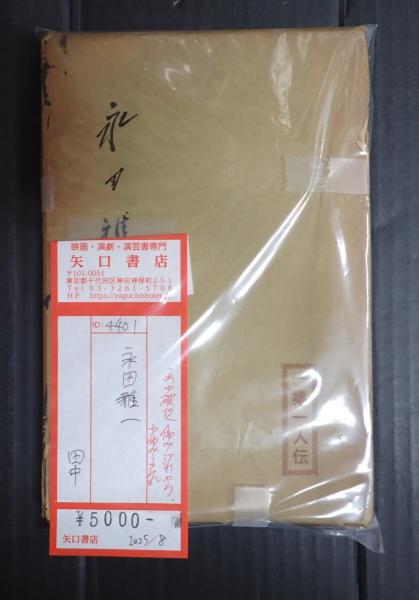 永田雅
一業一人伝
映画・演劇・演芸書専門
矢口書店
〒101-0051
東京都千代田区神田神保町2-5-1
Tel 03-3261-5708
HP https://yaguchishoten.jp
ID:4401
永田雅一
田中
¥5000-
矢口書店 2025/8